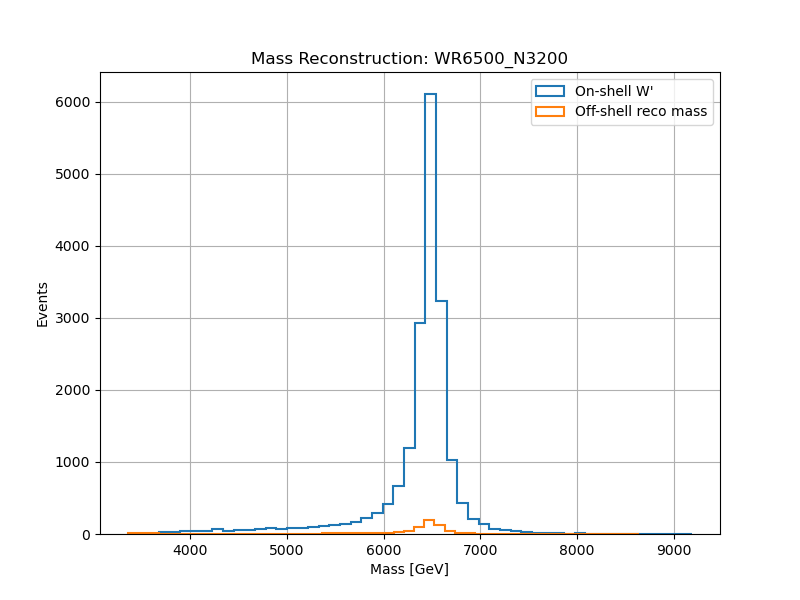 Mass Reconstruction: WR6500_N3200
On-shell W'
Off-shell reco mass
6000
5000
4000
3000
2000
1000
0
Events
4000 5000 6000 7000 8000 9000
Mass [GeV]